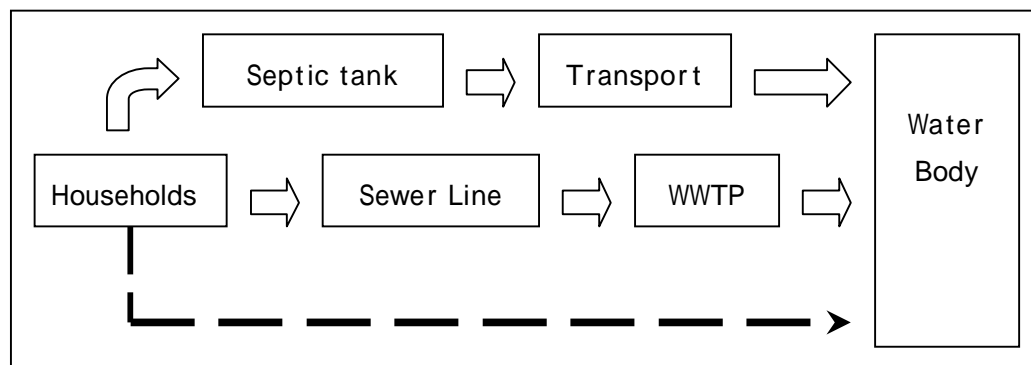 Septic tank
Transport
Water
Body
Households
Sewer Line
WWTP